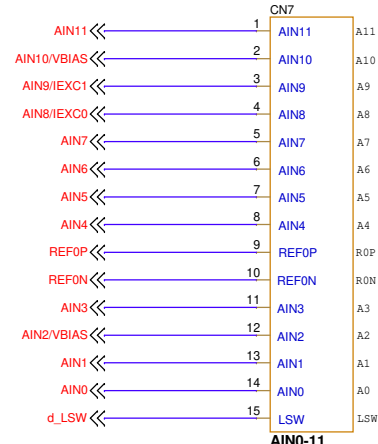 CN7
AIN11 1 AIN11 A11
AIN10/VBIAS 2 AIN10 A10
AIN9/IEXC1 3 AIN9 A9
AIN8/IEXC0 4 AIN8 A8
AIN7 5 AIN7 A7
AIN6 6 AIN6 A6
AIN5 7 AIN5 A5
AIN4 8 AIN4 A4
REF0P 9 REF0P R0P
REF0N 10 REF0N R0N
AIN3 11 AIN3 A3
AIN2/VBIAS 12 AIN2 A2
AIN1 13 AIN1 A1
AIN0 14 AIN0 A0
d_LSW 15 LSW LSW
AIN0-11